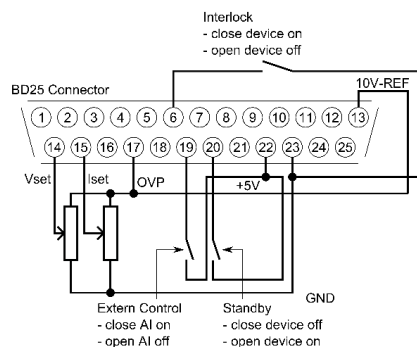 Interlock
- close device on
- open device off
10V-REF
BD25 Connector
1 2 3 4 5 6 7 8 9 10 11 12 13
14 15 16 17 18 19 20 21 22 23 24 25
Vset Iset OVP +5V
GND
Extern Control
- close AI on
- open AI off
Standby
- close device off
- open device on